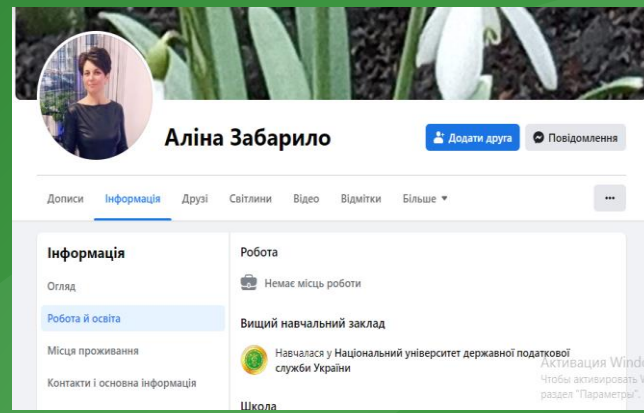 Аліна Забарило
Додати друга
Повідомлення
Дописи Інформація Друзі Світлини Відео Відмітки Більше
Інформація
Огляд
Робота й освіта
Місця проживання
Контакти і основна інформація
Робота
Немає місць роботи
Вищий навчальний заклад
Навчалася у Національний університет державної податкової
служби України
Школа
Активация Windo
Чтобы активировать W
раздел "Параметры".